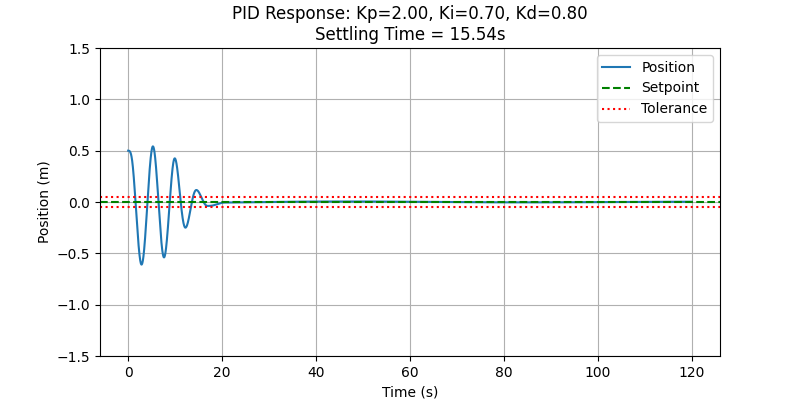 PID Response: Kp=2.00, Ki=0.70, Kd=0.80
Settling Time = 15.54s
Position
Setpoint
Tolerance
Position (m)
1.5
1.0
0.5
0.0
−0.5
−1.0
−1.5
0 20 40 60 80 100 120
Time (s)